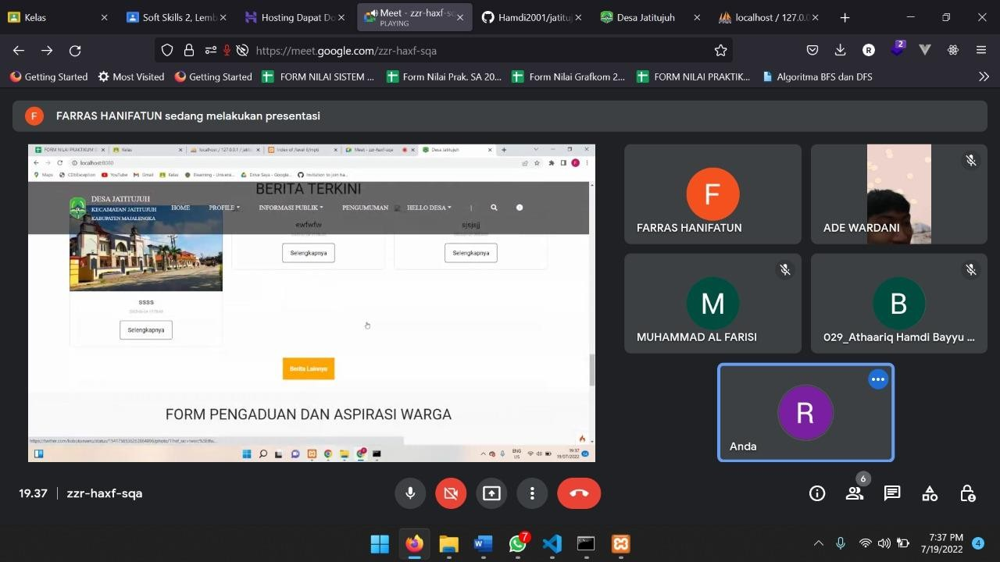 Kelas
Soft Skills 2, Lemb
Hosting Dapat Do
Meet - zzr-haxf-sq
PLAYING
Hamdi2001/jatituj
Desa Jatitujuh
localhost / 127.0.0
https://meet.google.com/zzr-haxf-sqa
R
2
Getting Started
Most Visited
Getting Started
FORM NILAI SISTEM ...
Form Nilai Prak. SA 20...
Form Nilai Grafkom 2...
FORM NILAI PRAKTIK...
Algoritma BFS dan DFS
F
FARRAS HANIFATUN sedang melakukan presentasi
FORM NILAI PRAKTIKUM
Kelas
localhost / 127.0.0.1 / jatit
Index of /level 6/mpti
Meet - zzr-haxf-sqa
Desa Jatitujuh
localhost:8080
Maps
CDbException
YouTube
Gmail
Kelas
Elearning - Universi...
Drive Saya - Google...
Invitation to join ha...
BERITA TERKINI
DESA JATITUJUH
KECAMATAN JATITUJUH
KABUPATEN MAJALENGKA
HOME
PROFILE
INFORMASI PUBLIK
PENGUMUMAN
HELLO DESA
|
ewfwfw
sjsjsjj
Selengkapnya
Selengkapnya
ssss
Selengkapnya
Berita Lainnya
FORM PENGADUAN DAN ASPIRASI WARGA
ENG
US
19:37
19/07/2022
F
FARRAS HANIFATUN
ADE WARDANI
M
MUHAMMAD AL FARISI
B
029_Athaariq Hamdi Bayyu ...
R
Anda
19.37
zzr-haxf-sqa
6
7
7:37 PM
7/19/2022
4